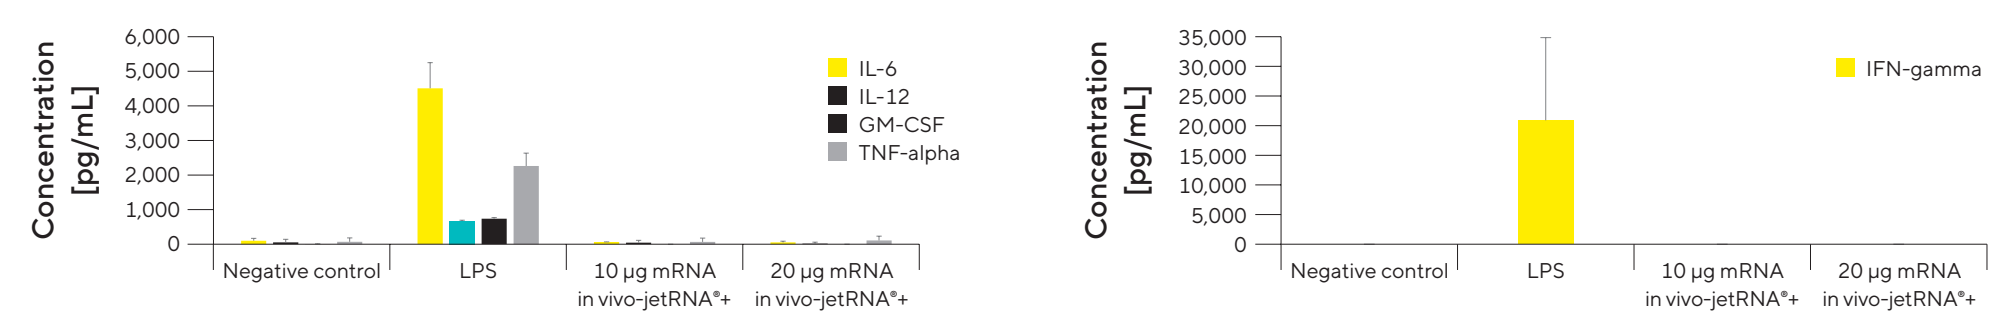 Concentration
[pg/mL]
6,000
5,000
4,000
3,000
2,000
1,000
0
IL-6
IL-12
GM-CSF
TNF-alpha
Negative control
LPS
10 µg mRNA
in vivo-jetRNA®+
20 µg mRNA
in vivo-jetRNA®+
Concentration
[pg/mL]
35,000
30,000
25,000
20,000
15,000
10,000
5,000
0
IFN-gamma
Negative control
LPS
10 µg mRNA
in vivo-jetRNA®+
20 µg mRNA
in vivo-jetRNA®+